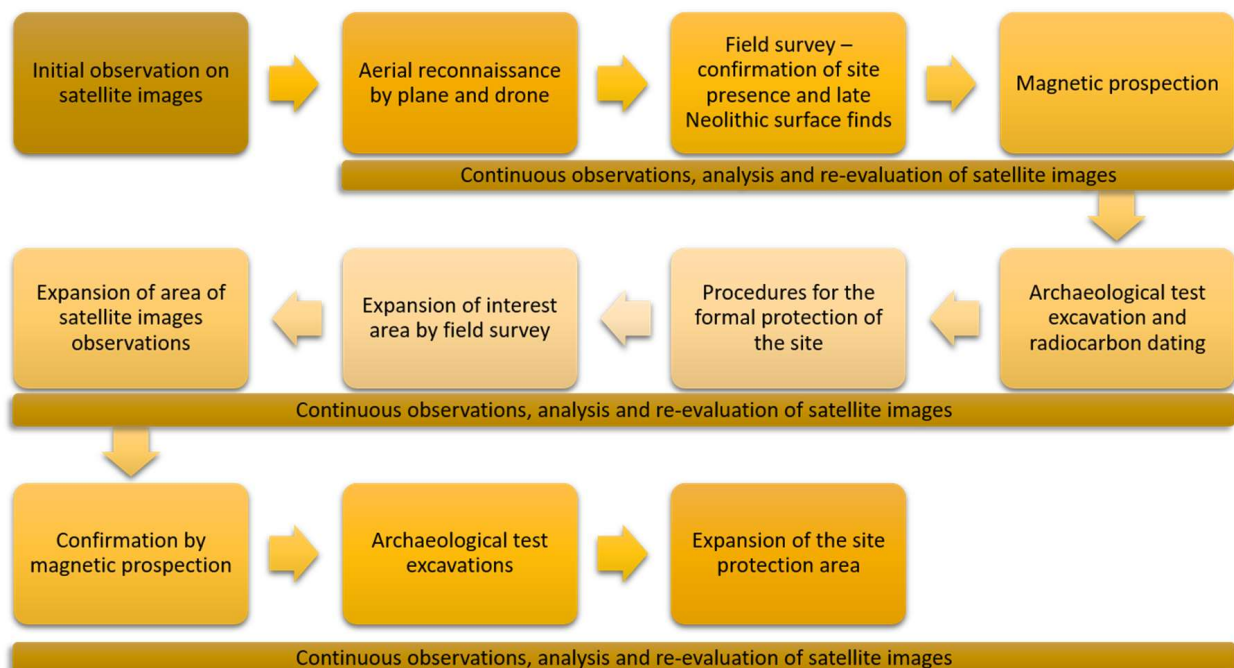 Initial observation on
satellite images
Aerial reconnaissance
by plane and drone
Field survey –
confirmation of site
presence and late
Neolithic surface finds
Magnetic prospection
Continuous observations, analysis and re-evaluation of satellite images
Archaeological test
excavation and
radiocarbon dating
Procedures for the
formal protection of
the site
Expansion of interest
area by field survey
Expansion of area of
satellite images
observations
Continuous observations, analysis and re-evaluation of satellite images
Confirmation by
magnetic prospection
Archaeological test
excavations
Expansion of the site
protection area
Continuous observations, analysis and re-evaluation of satellite images